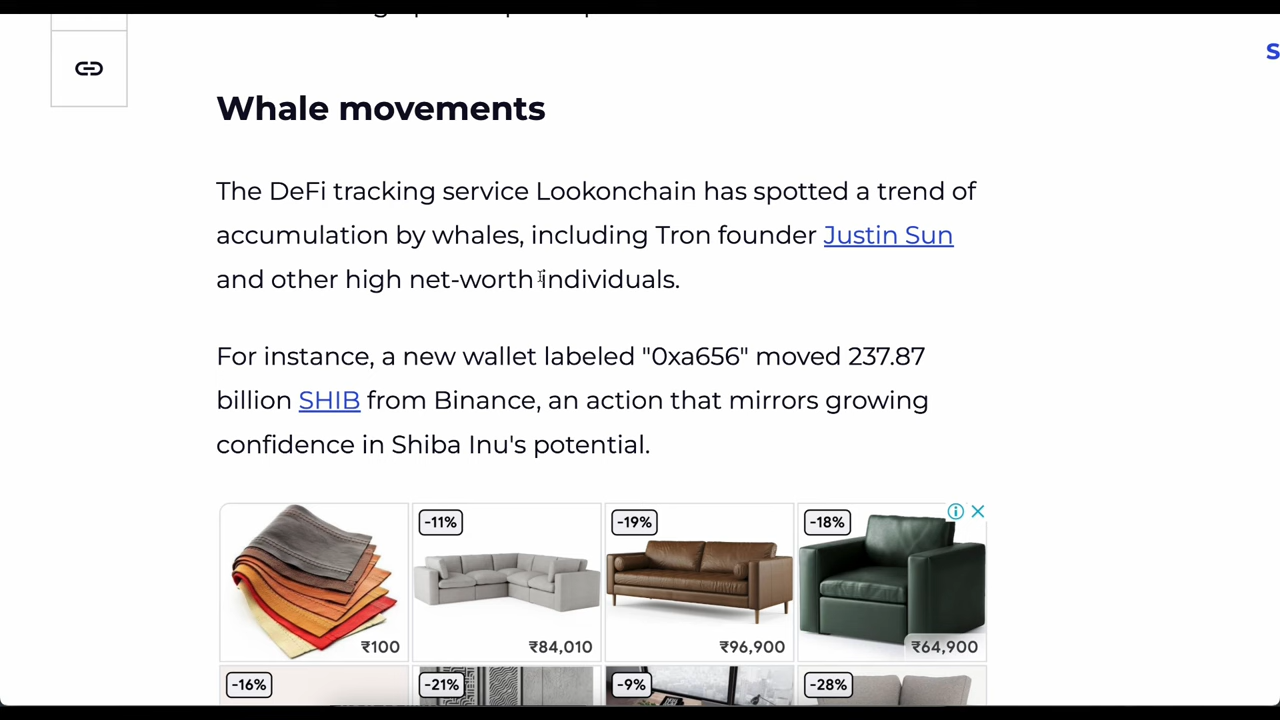 S
Whale movements
The DeFi tracking service Lookonchain has spotted a trend of
accumulation by whales, including Tron founder Justin Sun
and other high net-worth individuals.
For instance, a new wallet labeled "0xa656" moved 237.87
billion SHIB from Binance, an action that mirrors growing
confidence in Shiba Inu's potential.
-11%
-19%
-18%
₹100
₹84,010
₹96,900
₹64,900
-16%
-21%
-9%
-28%